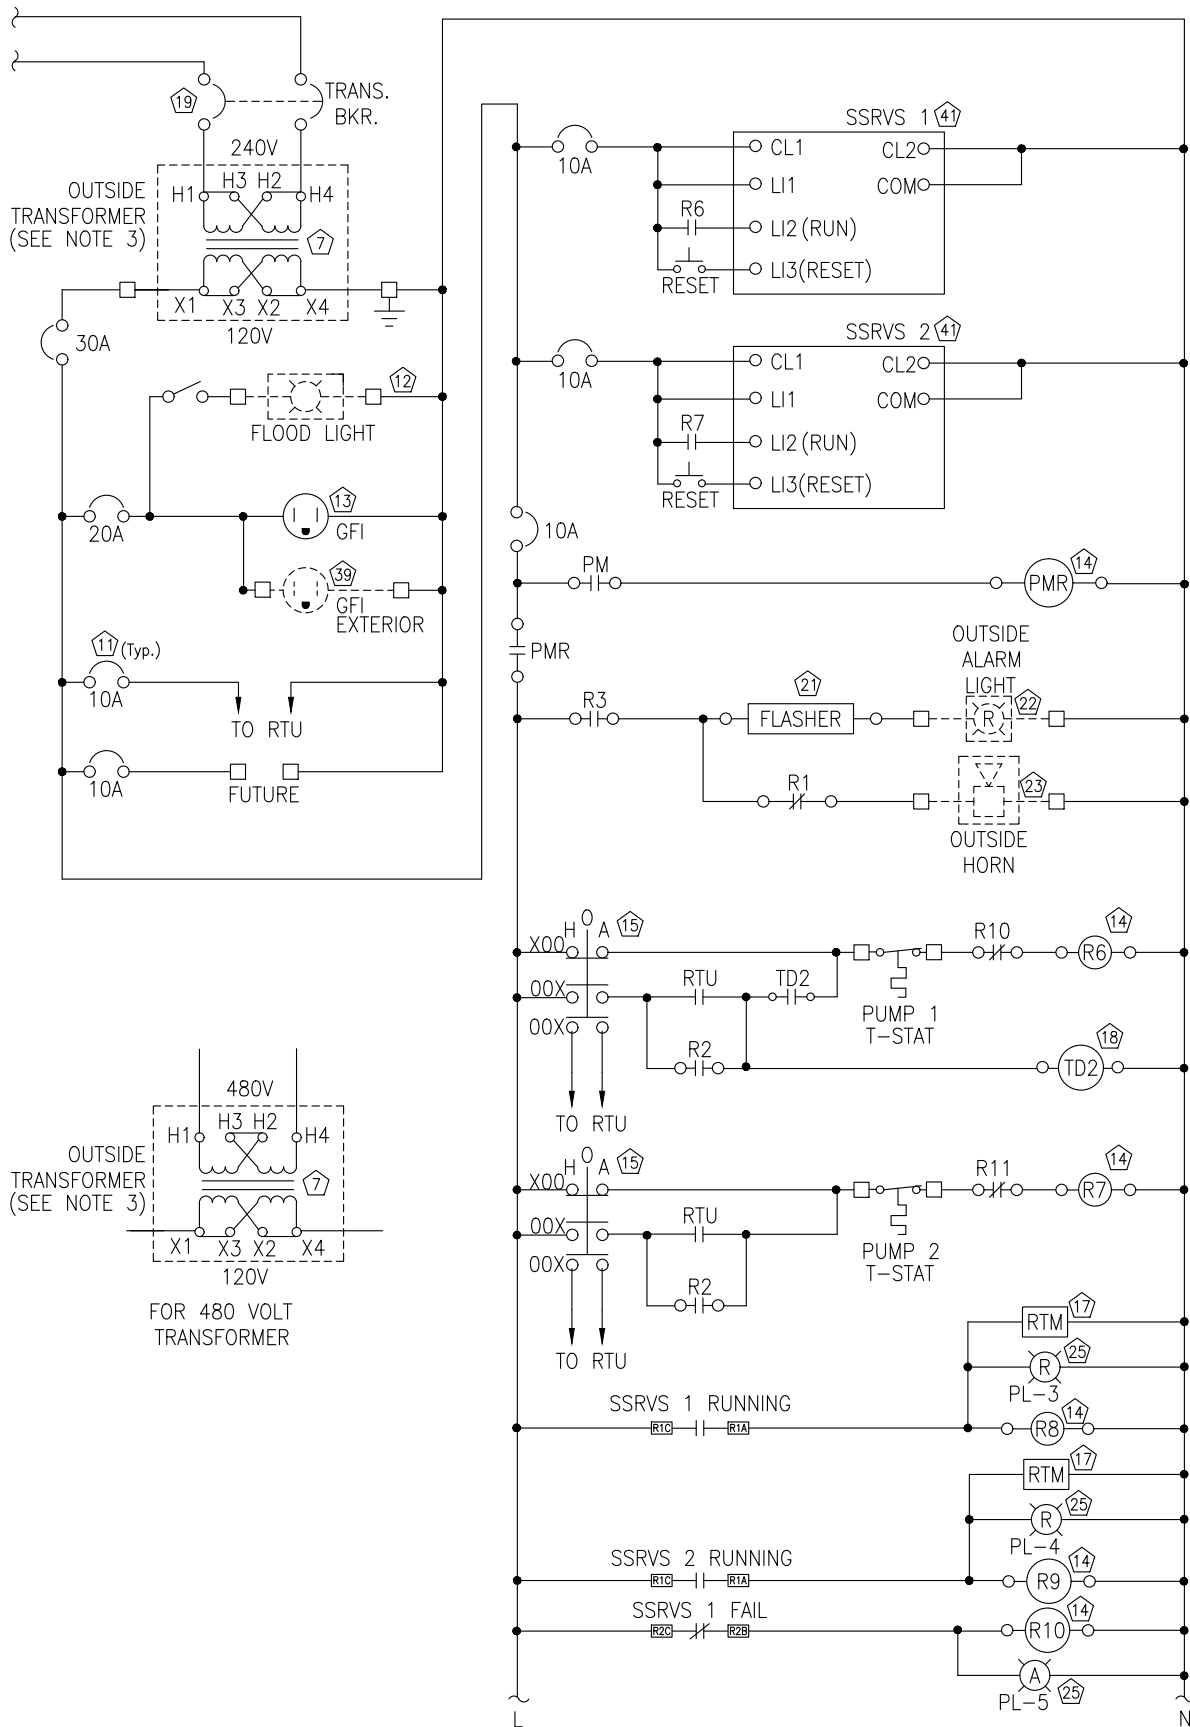 TRANS.
BKR.
19
240V
OUTSIDE
TRANSFORMER
(SEE NOTE 3)
H1 H3 H2 H4
7
X1 X3 X2 X4
120V
30A
12
FLOOD LIGHT
20A
13
GFI
39
GFI
EXTERIOR
11 (Typ.)
10A
TO RTU
10A
FUTURE
480V
OUTSIDE
TRANSFORMER
(SEE NOTE 3)
H1 H3 H2 H4
7
X1 X3 X2 X4
120V
FOR 480 VOLT
TRANSFORMER
SSRVS 1 41
10A
CL1 CL2
LI1 COM
R6
LI2 (RUN)
RESET
LI3(RESET)
SSRVS 2 41
10A
CL1 CL2
LI1 COM
R7
LI2 (RUN)
RESET
LI3(RESET)
10A
PM
PMR 14
PMR
OUTSIDE
ALARM
LIGHT
R3
21
FLASHER
R 22
R1
23
OUTSIDE
HORN
H O A 15
X00
00X
00X
RTU
TD2
R2
TO RTU
PUMP 1
T-STAT
R10
R6 14
TD2 18
H O A 15
X00
00X
00X
RTU
R2
TO RTU
PUMP 2
T-STAT
R11
R7 14
RTM 17
R 25
PL-3
SSRVS 1 RUNNING
R1C R1A
R8 14
RTM 17
R 25
PL-4
SSRVS 2 RUNNING
R1C R1A
R9 14
SSRVS 1 FAIL
R2C R2B
R10 14
A 25
PL-5
L N